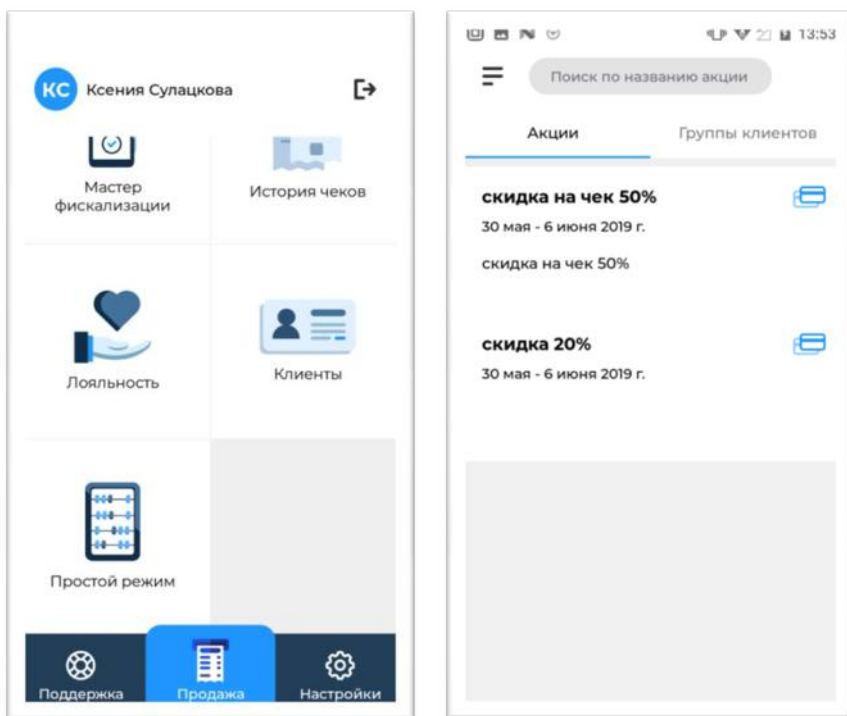 КС Ксения Сулацкова
Мастер
фискализации
История чеков
Лояльность
Клиенты
Простой режим
Поддержка
Продажа
Настройки
13:53
Поиск по названию акции
Акции
Группы клиентов
скидка на чек 50%
30 мая - 6 июня 2019 г.
скидка на чек 50%
скидка 20%
30 мая - 6 июня 2019 г.